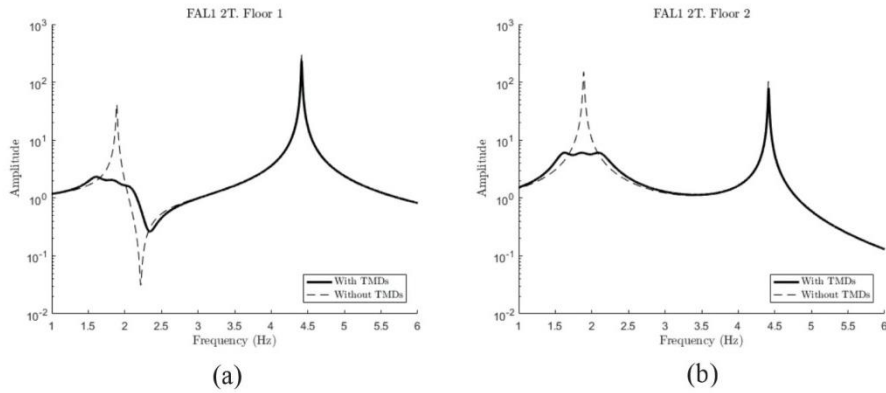 FAL1 2T. Floor 1
10^3
10^2
10^1
10^0
10^-1
10^-2
Amplitude
With TMDs
Without TMDs
1 1.5 2 2.5 3 3.5 4 4.5 5 5.5 6
Frequency (Hz)
(a)
FAL1 2T. Floor 2
10^3
10^2
10^1
10^0
10^-1
10^-2
Amplitude
With TMDs
Without TMDs
1 1.5 2 2.5 3 3.5 4 4.5 5 5.5 6
Frequency (Hz)
(b)